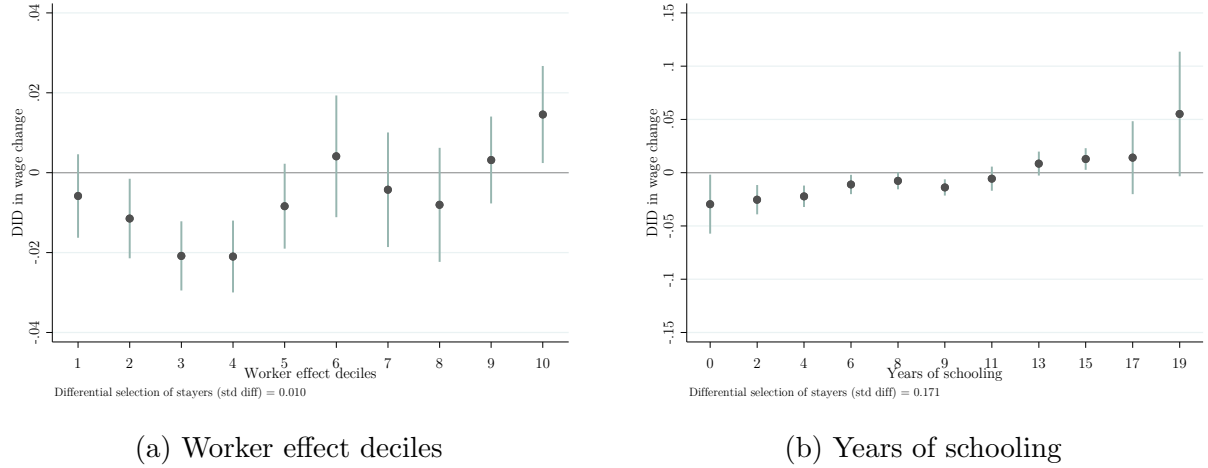 DID in wage change
.04
.02
0
-.02
-.04
1 2 3 4 5 6 7 8 9 10
Worker effect deciles
Differential selection of stayers (std diff) = 0.010
(a) Worker effect deciles
DID in wage change
.15
.1
.05
0
-.05
-.1
-.15
0 2 4 6 8 9 11 13 15 17 19
Years of schooling
Differential selection of stayers (std diff) = 0.171
(b) Years of schooling